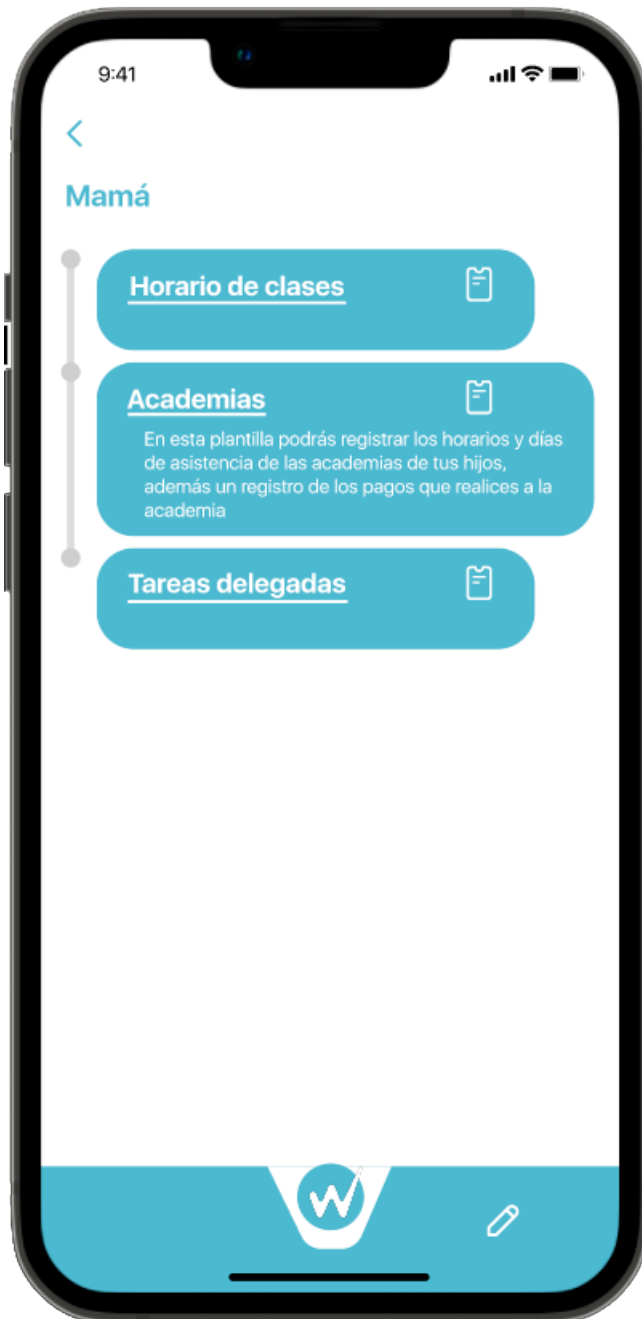 9:41
Mamá
Horario de clases
Academias
En esta plantilla podrás registrar los horarios y días
de asistencia de las academias de tus hijos,
además un registro de los pagos que realices a la
academia
Tareas delegadas
W